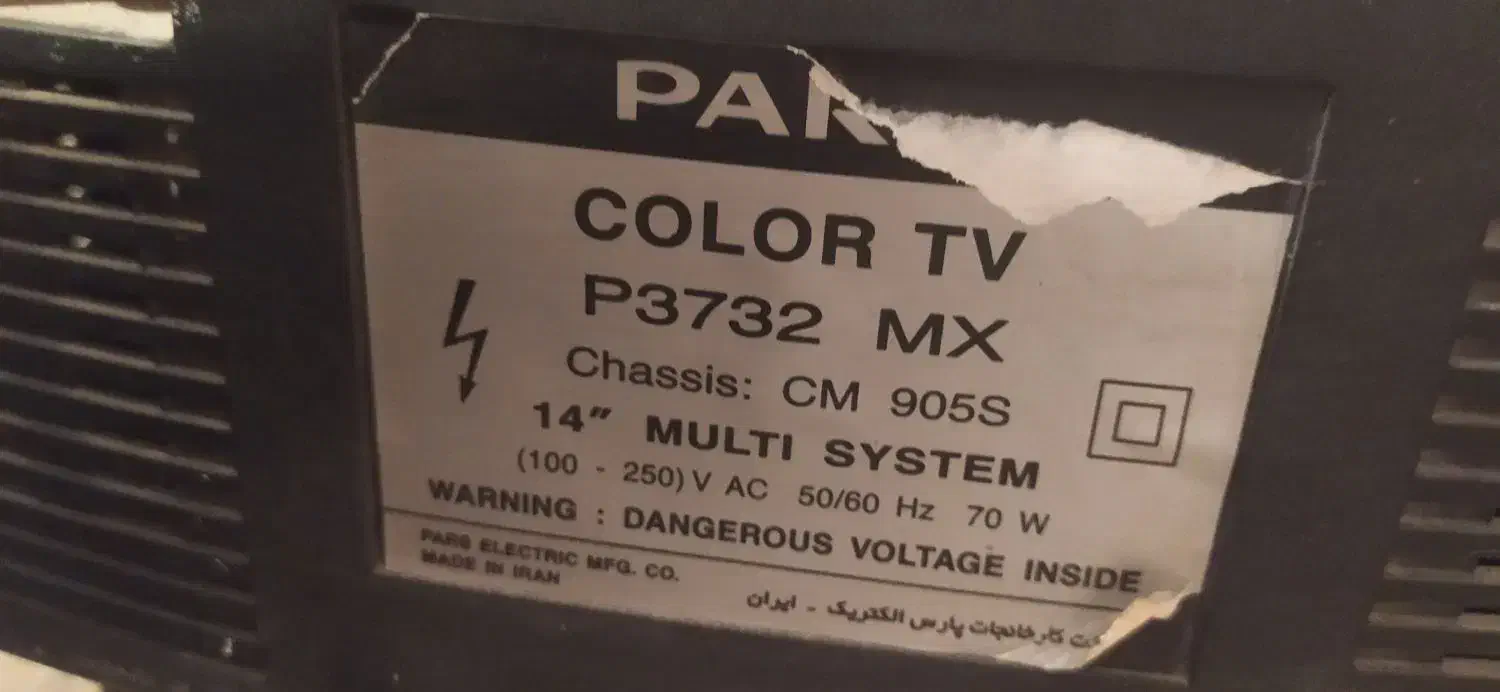 PAR
COLOR TV
P3732 MX
Chassis: CM 905S
14" MULTI SYSTEM
(100 - 250) V AC 50/60 Hz 70 W
WARNING : DANGEROUS VOLTAGE INSIDE
PARS ELECTRIC MFG. CO.
MADE IN IRAN
کارخانجات پارس الکتریک - ایران